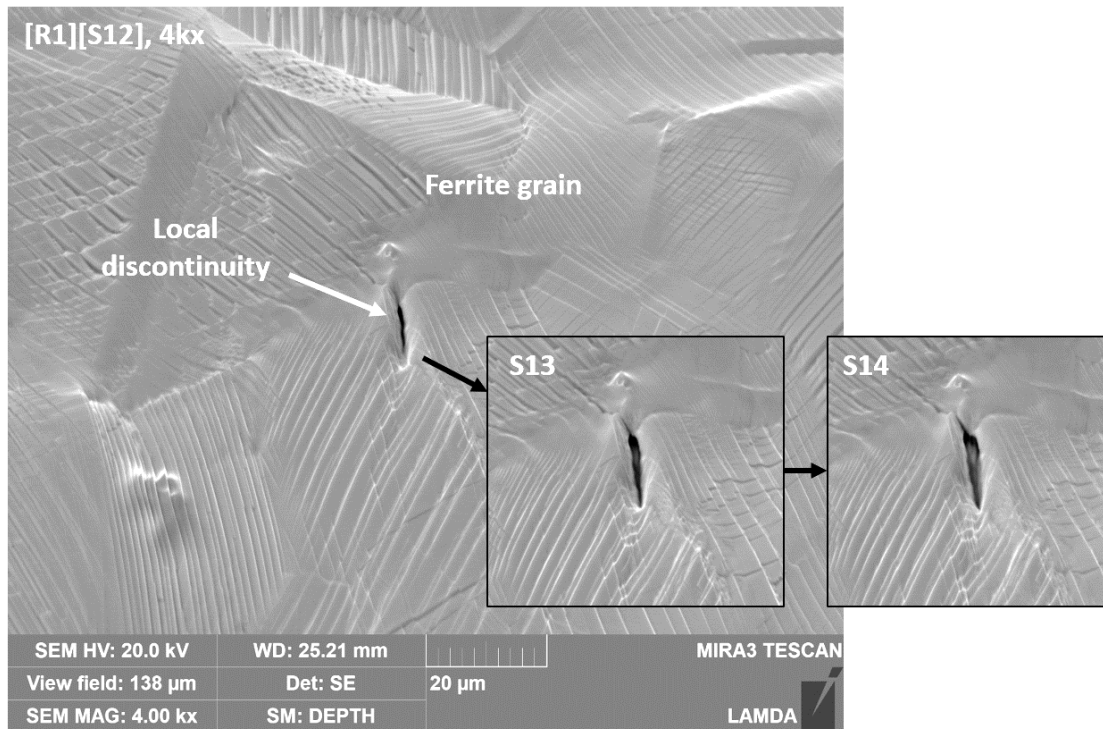 [R1][S12], 4kx
Ferrite grain
Local
discontinuity
S13
S14
SEM HV: 20.0 kV
WD: 25.21 mm
MIRA3 TESCAN
View field: 138 µm
Det: SE
20 µm
SEM MAG: 4.00 kx
SM: DEPTH
LAMDA